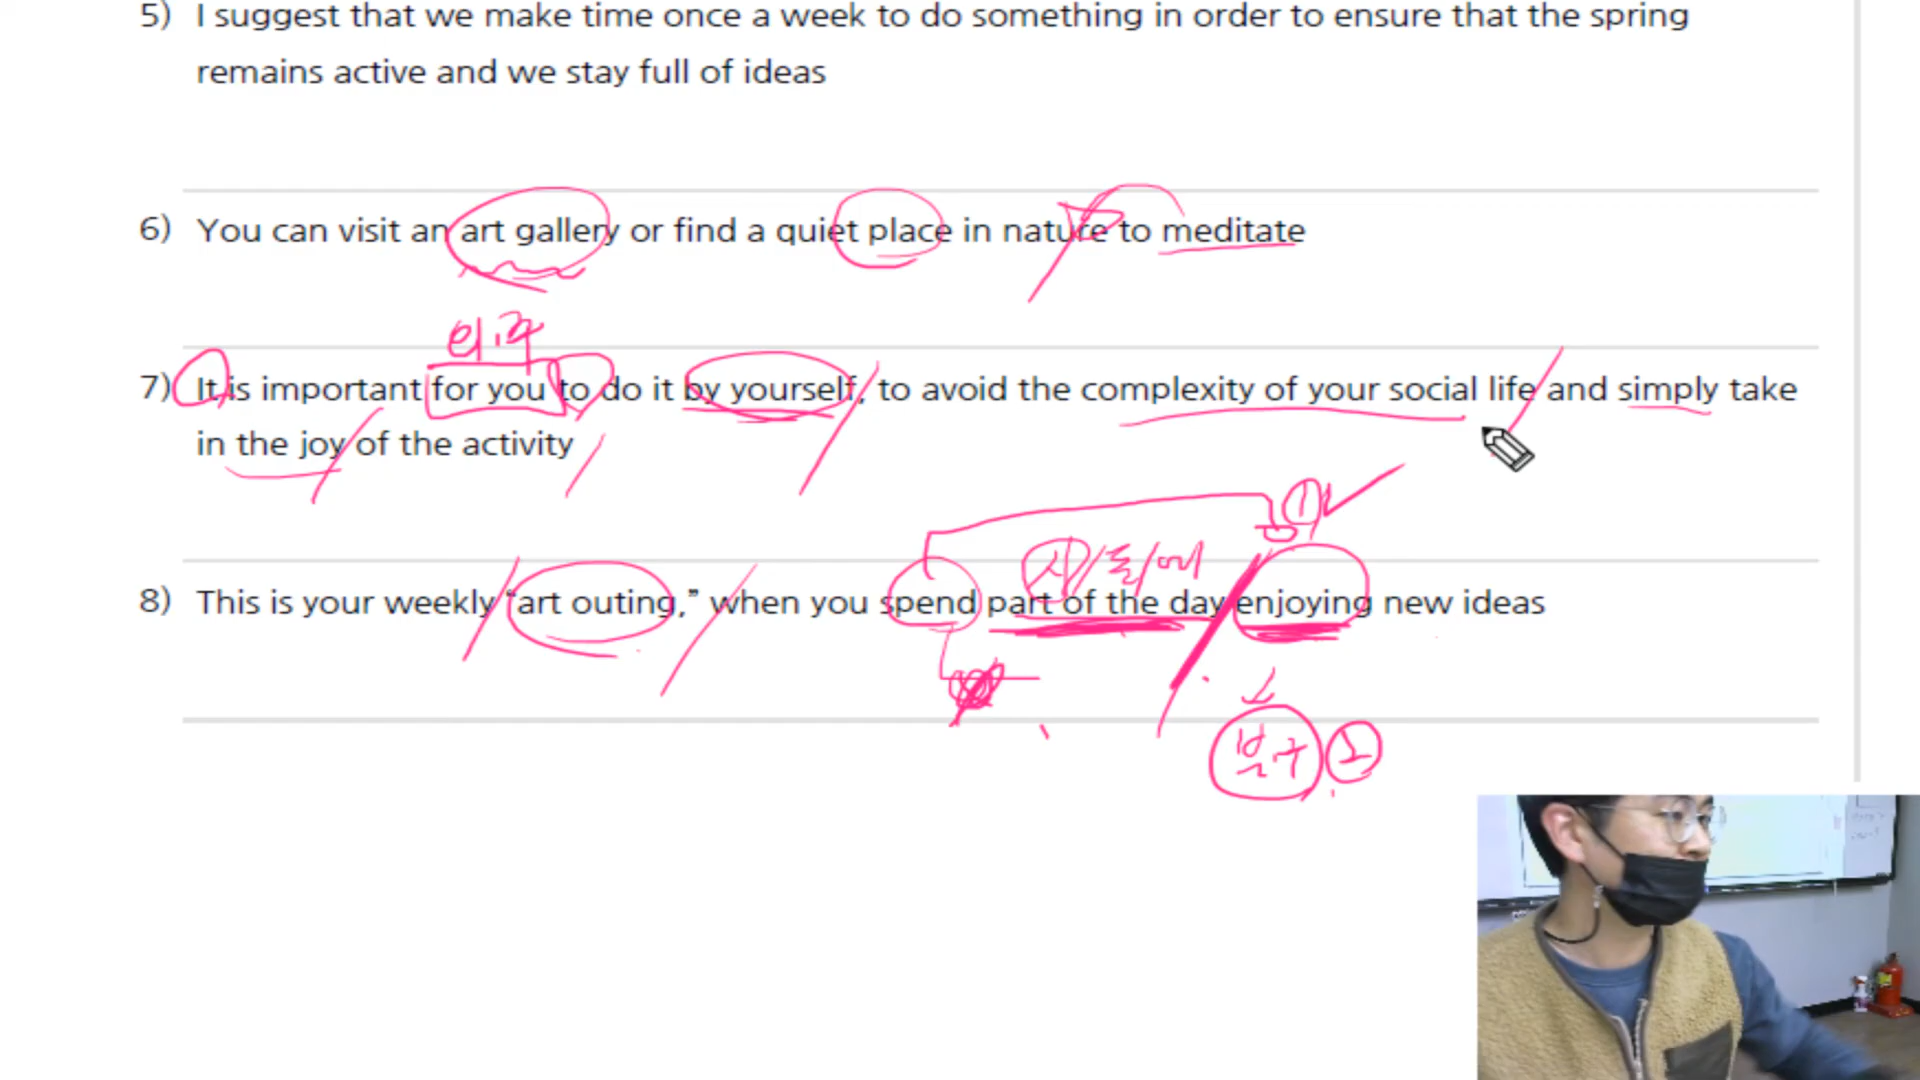 5) I suggest that we make time once a week to do something in order to ensure that the spring
remains active and we stay full of ideas
6) You can visit an art gallery or find a quiet place in nature to meditate
의.주
7) It is important for you to do it by yourself, to avoid the complexity of your social life and simply take
in the joy of the activity
①
시/돈/에
8) This is your weekly “art outing,” when you spend part of the day enjoying new ideas
분구